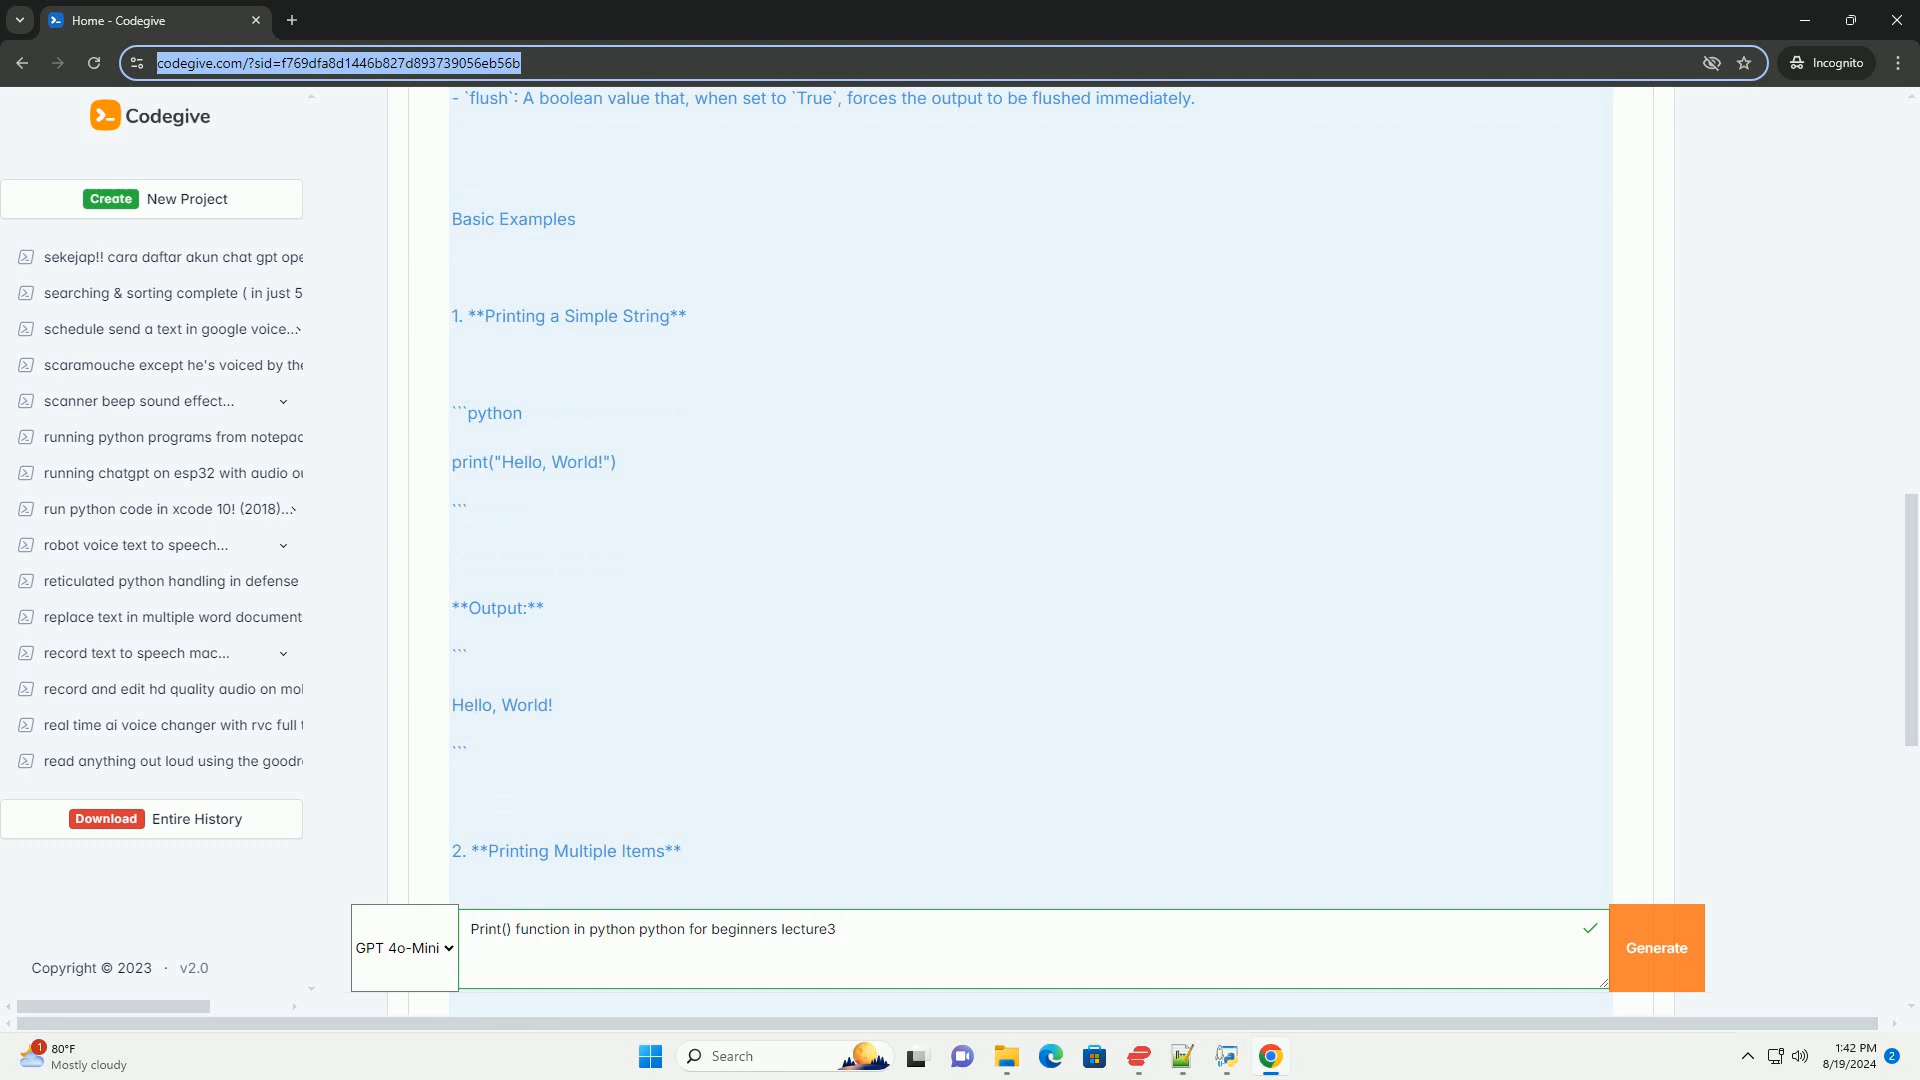 Home - Codegive
codegive.com/?sid=f769dfa8d1446b827d893739056eb56b
Incognito
Codegive
Create New Project
sekejap!! cara daftar akun chat gpt ope
searching & sorting complete ( in just 5
schedule send a text in google voice...
scaramouche except he's voiced by the
scanner beep sound effect...
running python programs from notepad
running chatgpt on esp32 with audio ou
run python code in xcode 10! (2018)...
robot voice text to speech...
reticulated python handling in defense
replace text in multiple word document
record text to speech mac...
record and edit hd quality audio on mo
real time ai voice changer with rvc full t
read anything out loud using the goodr
Download Entire History
Copyright © 2023 · v2.0
- `flush`: A boolean value that, when set to `True`, forces the output to be flushed immediately.
Basic Examples
1. **Printing a Simple String**
```python
print("Hello, World!")
```
**Output:**
```
Hello, World!
```
2. **Printing Multiple Items**
GPT 4o-Mini
Print() function in python python for beginners lecture3
Generate
1
80°F
Mostly cloudy
Search
1:42 PM
8/19/2024
2